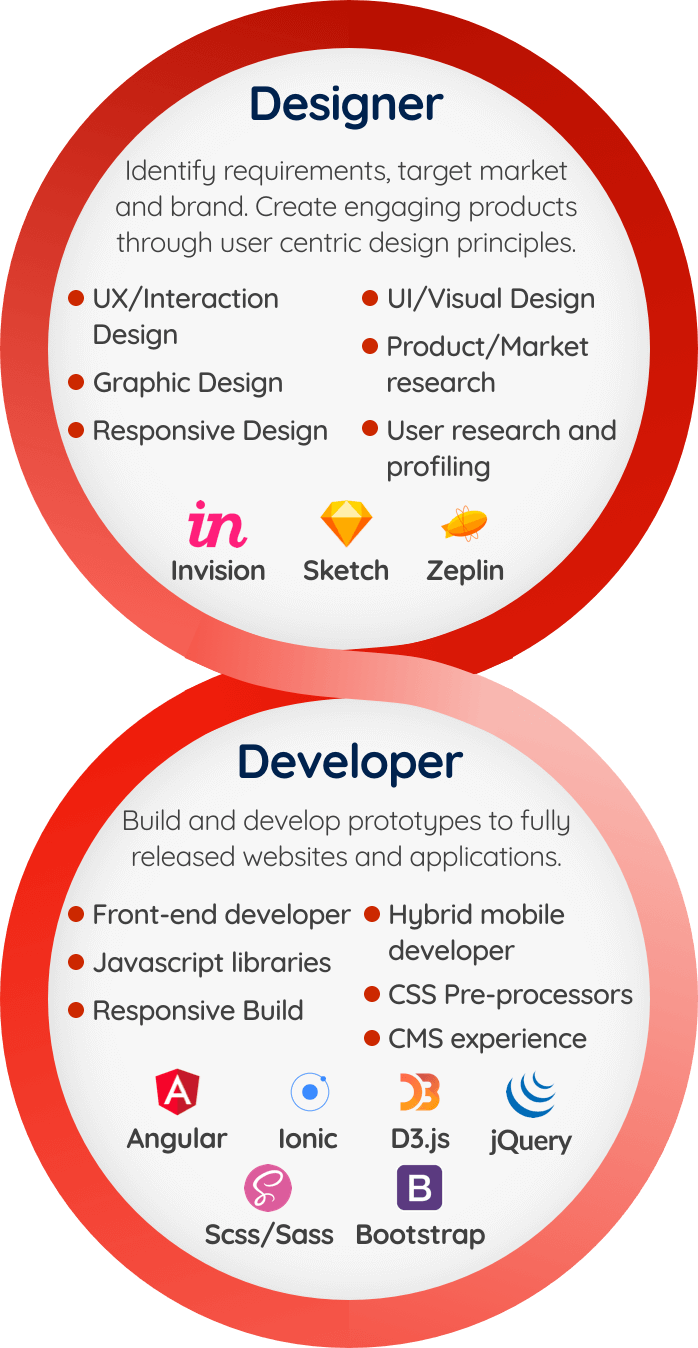 Designer
Identify requirements, target market
and brand. Create engaging products
through user centric design principles.
UX/Interaction
Design
Graphic Design
Responsive Design
UI/Visual Design
Product/Market
research
User research and
profiling
in
Invision
Sketch
Zeplin
Developer
Build and develop prototypes to fully
released websites and applications.
Front-end developer
Javascript libraries
Responsive Build
Hybrid mobile
developer
CSS Pre-processors
CMS experience
A
Angular
Ionic
D3
D3.js
jQuery
S
Scss/Sass
B
Bootstrap